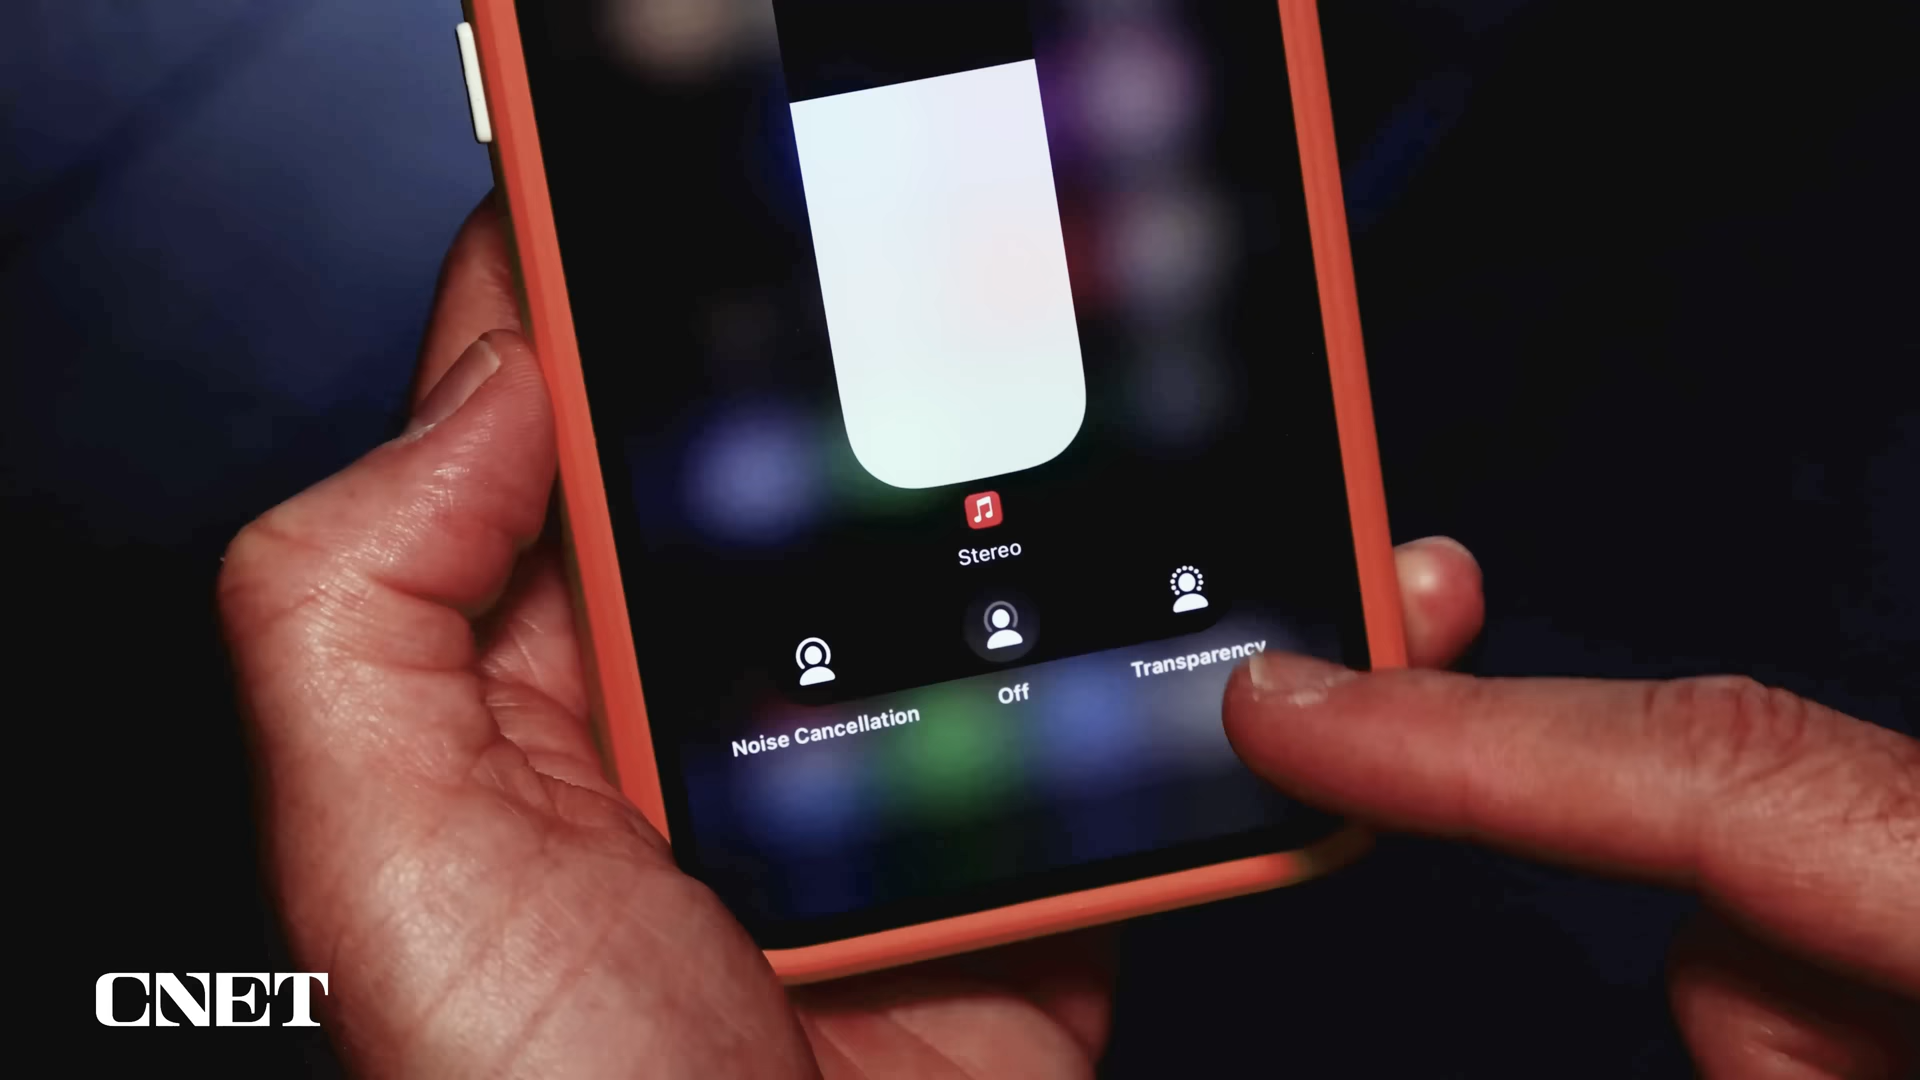 Stereo
Noise Cancellation
Off
Transparency
CNET